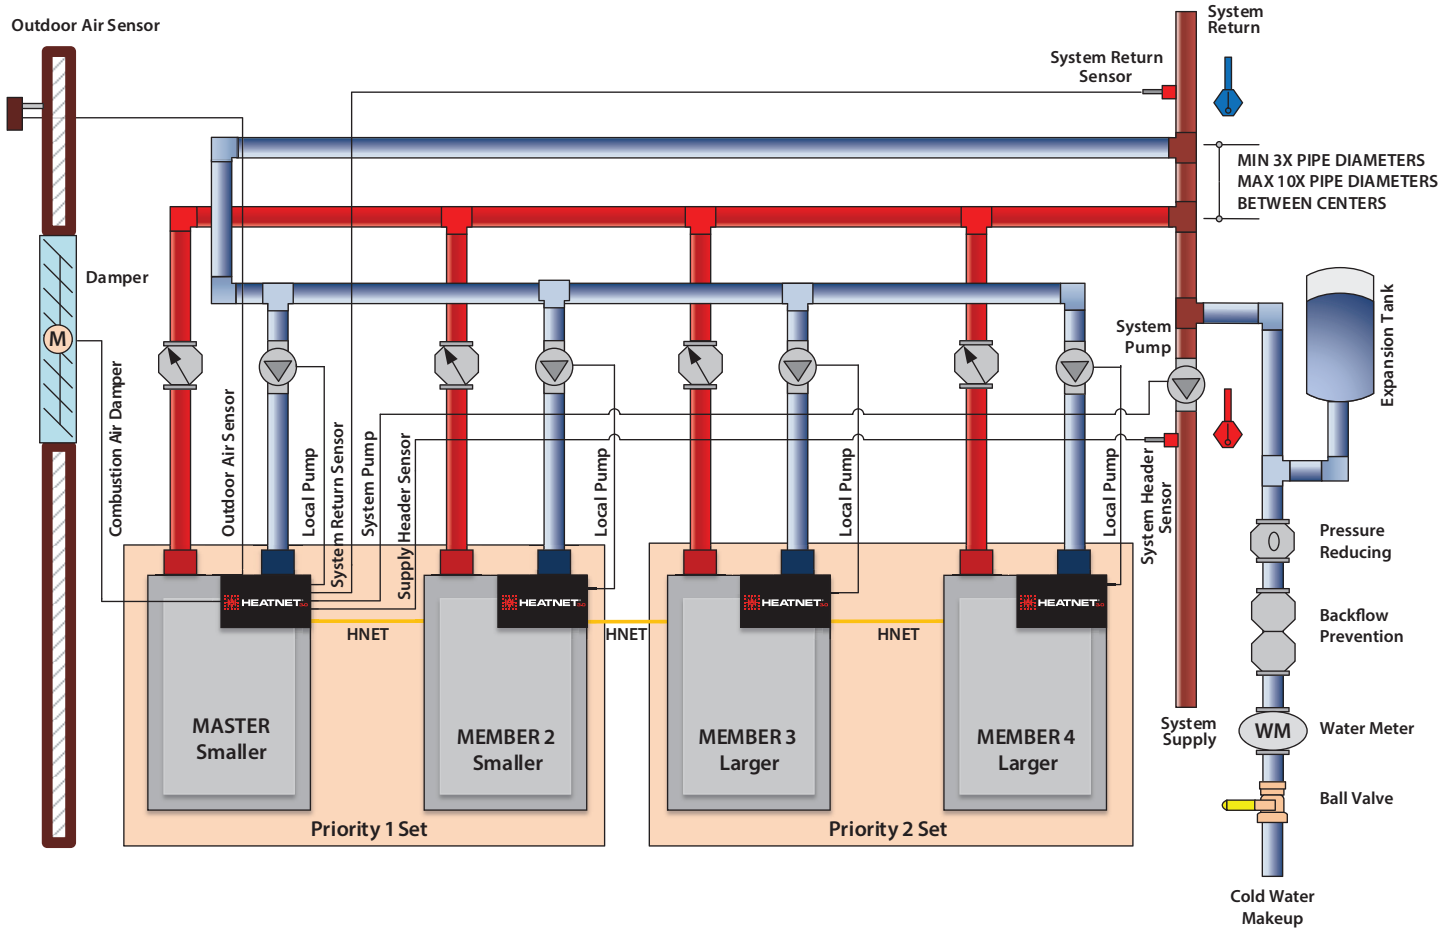 Outdoor Air Sensor
System
Return
System Return
Sensor
MIN 3X PIPE DIAMETERS
MAX 10X PIPE DIAMETERS
BETWEEN CENTERS
Damper
M
System
Pump
Expansion Tank
Combustion Air Damper
Outdoor Air Sensor
Local Pump
System Return Sensor
System Pump
Supply Header Sensor
Local Pump
Local Pump
Local Pump
System Header
Sensor
Pressure
Reducing
Backflow
Prevention
HEATNET
HEATNET
HEATNET
HEATNET
HNET
HNET
HNET
MASTER
Smaller
MEMBER 2
Smaller
MEMBER 3
Larger
MEMBER 4
Larger
System
Supply
WM
Water Meter
Ball Valve
Priority 1 Set
Priority 2 Set
Cold Water
Makeup